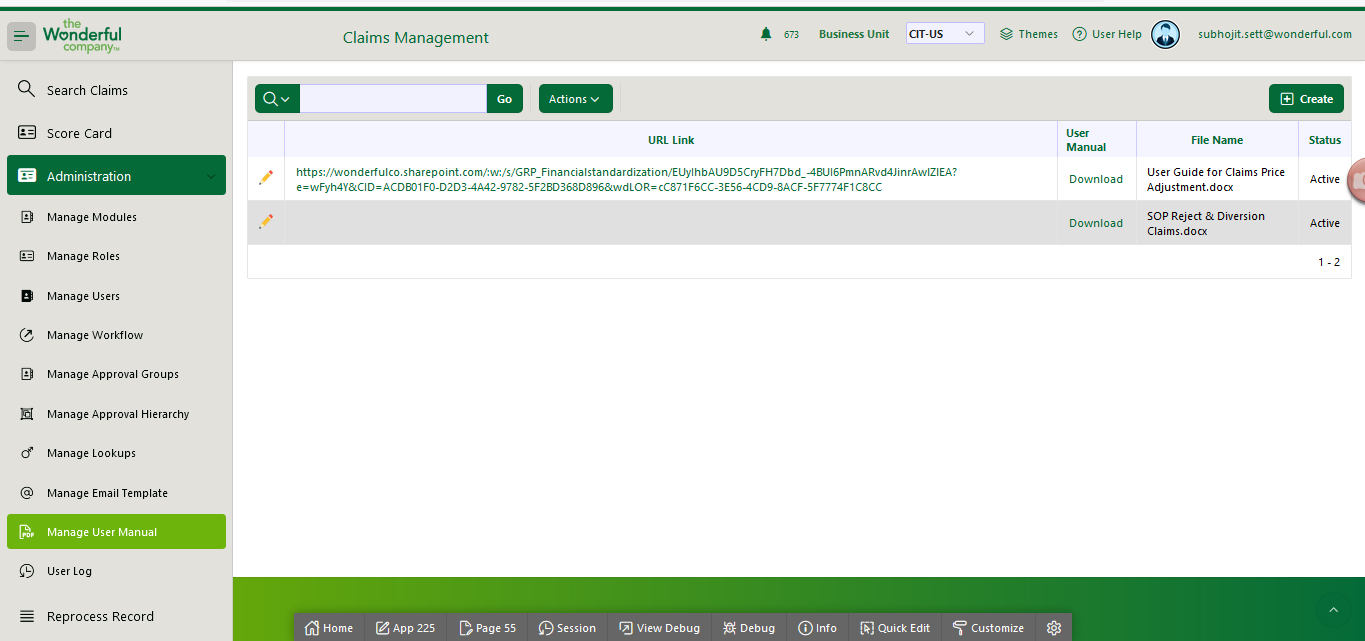 the
Wonderful
company™
Claims Management
673
Business Unit
CIT-US
Themes
User Help
subhojit.sett@wonderful.com
Search Claims
Score Card
Administration
Manage Modules
Manage Roles
Manage Users
Manage Workflow
Manage Approval Groups
Manage Approval Hierarchy
Manage Lookups
Manage Email Template
Manage User Manual
User Log
Reprocess Record
Go
Actions
Create
URL Link
User
Manual
File Name
Status
https://wonderfulco.sharepoint.com/:w:/s/GRP_Financialstandardization/EUylhbAU9D5CryFH7Dbd_-4BUl6PmnARvd4JinrAwIZIEA?
e=wFyh4Y&CID=ACDB01F0-D2D3-4A42-9782-5F2BD368D896&wdLOR=cC871F6CC-3E56-4CD9-8ACF-5F7774F1C8CC
Download
User Guide for Claims Price
Adjustment.docx
Active
Download
SOP Reject & Diversion
Claims.docx
Active
1 - 2
Home
App 225
Page 55
Session
View Debug
Debug
Info
Quick Edit
Customize